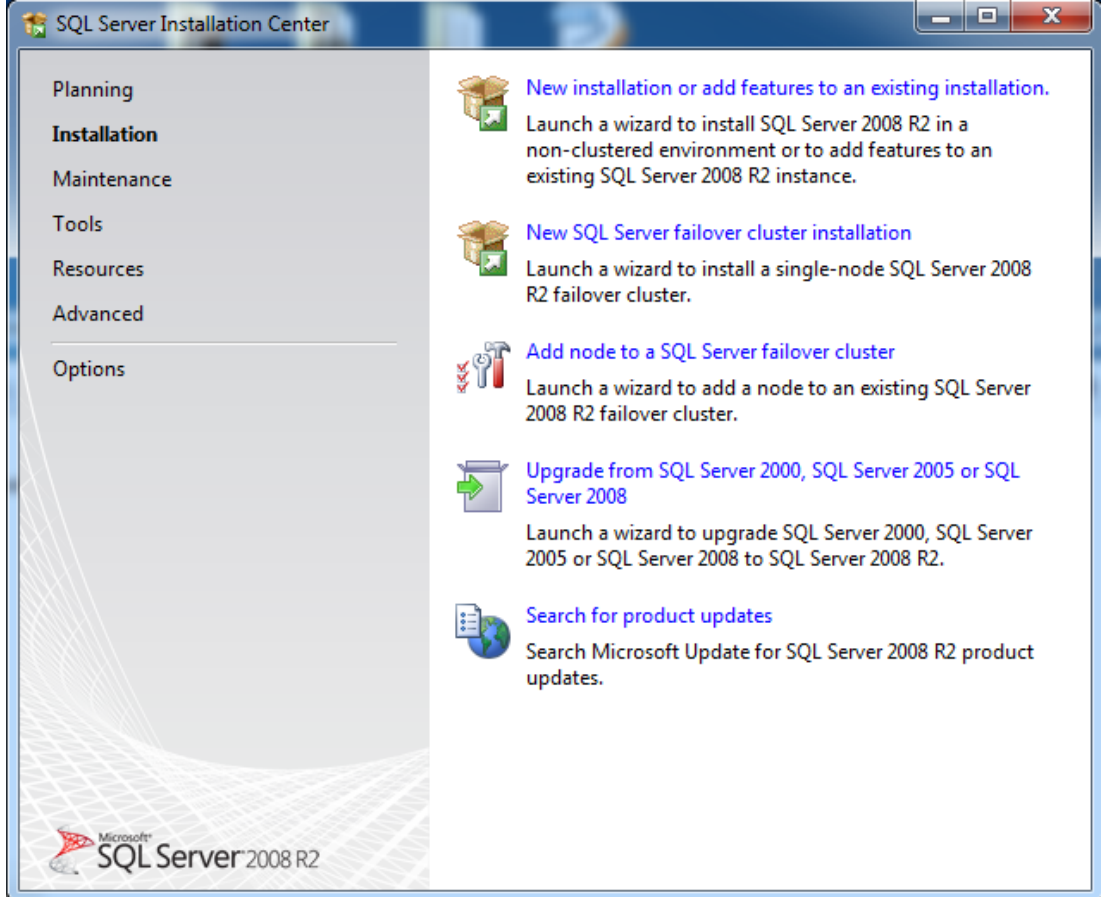 SQL Server Installation Center
Planning
Installation
Maintenance
Tools
Resources
Advanced
Options
New installation or add features to an existing installation.
Launch a wizard to install SQL Server 2008 R2 in a
non-clustered environment or to add features to an
existing SQL Server 2008 R2 instance.
New SQL Server failover cluster installation
Launch a wizard to install a single-node SQL Server 2008
R2 failover cluster.
Add node to a SQL Server failover cluster
Launch a wizard to add a node to an existing SQL Server
2008 R2 failover cluster.
Upgrade from SQL Server 2000, SQL Server 2005 or SQL
Server 2008
Launch a wizard to upgrade SQL Server 2000, SQL Server
2005 or SQL Server 2008 to SQL Server 2008 R2.
Search for product updates
Search Microsoft Update for SQL Server 2008 R2 product
updates.
Microsoft
SQL Server 2008 R2